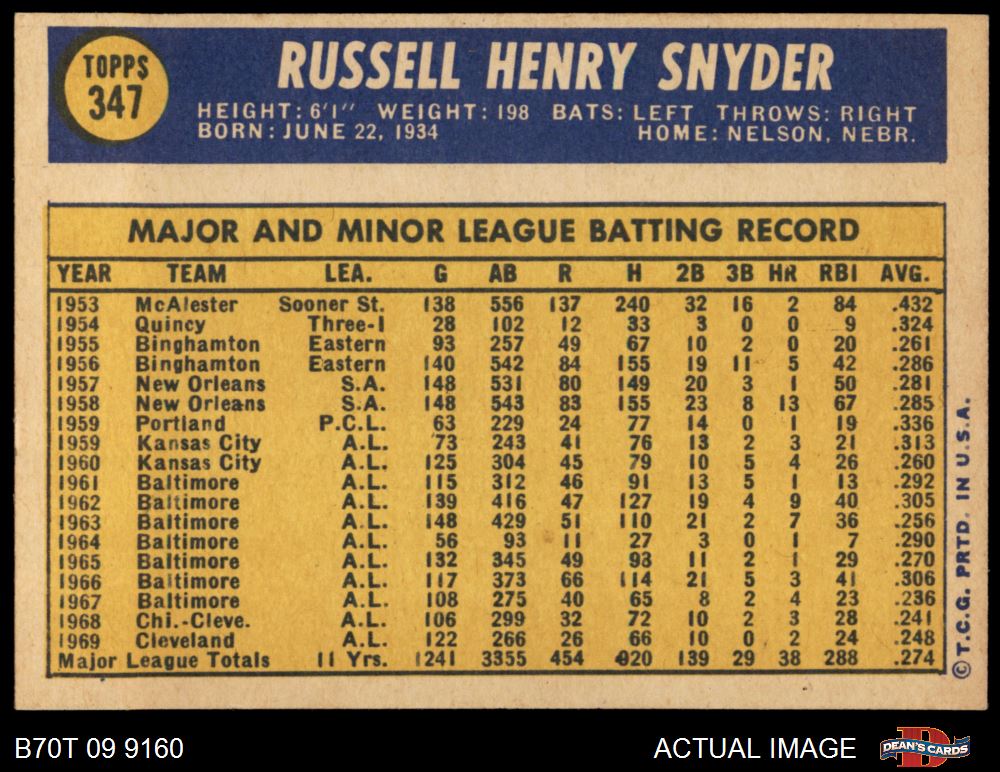 TOPPS
347
RUSSELL HENRY SNYDER
HEIGHT: 6'1" WEIGHT: 198 BATS: LEFT THROWS: RIGHT
BORN: JUNE 22, 1934 HOME: NELSON, NEBR.
MAJOR AND MINOR LEAGUE BATTING RECORD
YEAR TEAM LEA. G AB R H 2B 3B HR RBI AVG.
1953 McAlester Sooner St. 138 556 137 240 32 16 2 84 .432
1954 Quincy Three-I 28 102 12 33 3 0 0 9 .324
1955 Binghamton Eastern 93 257 49 67 10 2 0 20 .261
1956 Binghamton Eastern 140 542 84 155 19 11 5 42 .286
1957 New Orleans S.A. 148 531 80 149 20 3 1 50 .281
1958 New Orleans S.A. 148 543 83 155 23 8 13 67 .285
1959 Portland P.C.L. 63 229 24 77 14 0 1 19 .336
1959 Kansas City A.L. 73 243 41 76 13 2 3 21 .313
1960 Kansas City A.L. 125 304 45 79 10 5 4 26 .260
1961 Baltimore A.L. 115 312 46 91 13 5 1 13 .292
1962 Baltimore A.L. 139 416 47 127 19 4 9 40 .305
1963 Baltimore A.L. 148 429 51 110 21 2 7 36 .256
1964 Baltimore A.L. 56 93 11 27 3 0 1 7 .290
1965 Baltimore A.L. 132 345 49 93 11 2 1 29 .270
1966 Baltimore A.L. 117 373 66 114 21 5 3 41 .306
1967 Baltimore A.L. 108 275 40 65 8 2 4 23 .236
1968 Chi.-Cleve. A.L. 106 299 32 72 10 2 3 28 .241
1969 Cleveland A.L. 122 266 26 66 10 0 2 24 .248
Major League Totals 11 Yrs. 1241 3355 454 920 139 29 38 288 .274
© T.C.G. PRTD. IN U.S.A.
B70T 09 9160
ACTUAL IMAGE
DEAN'S CARDS